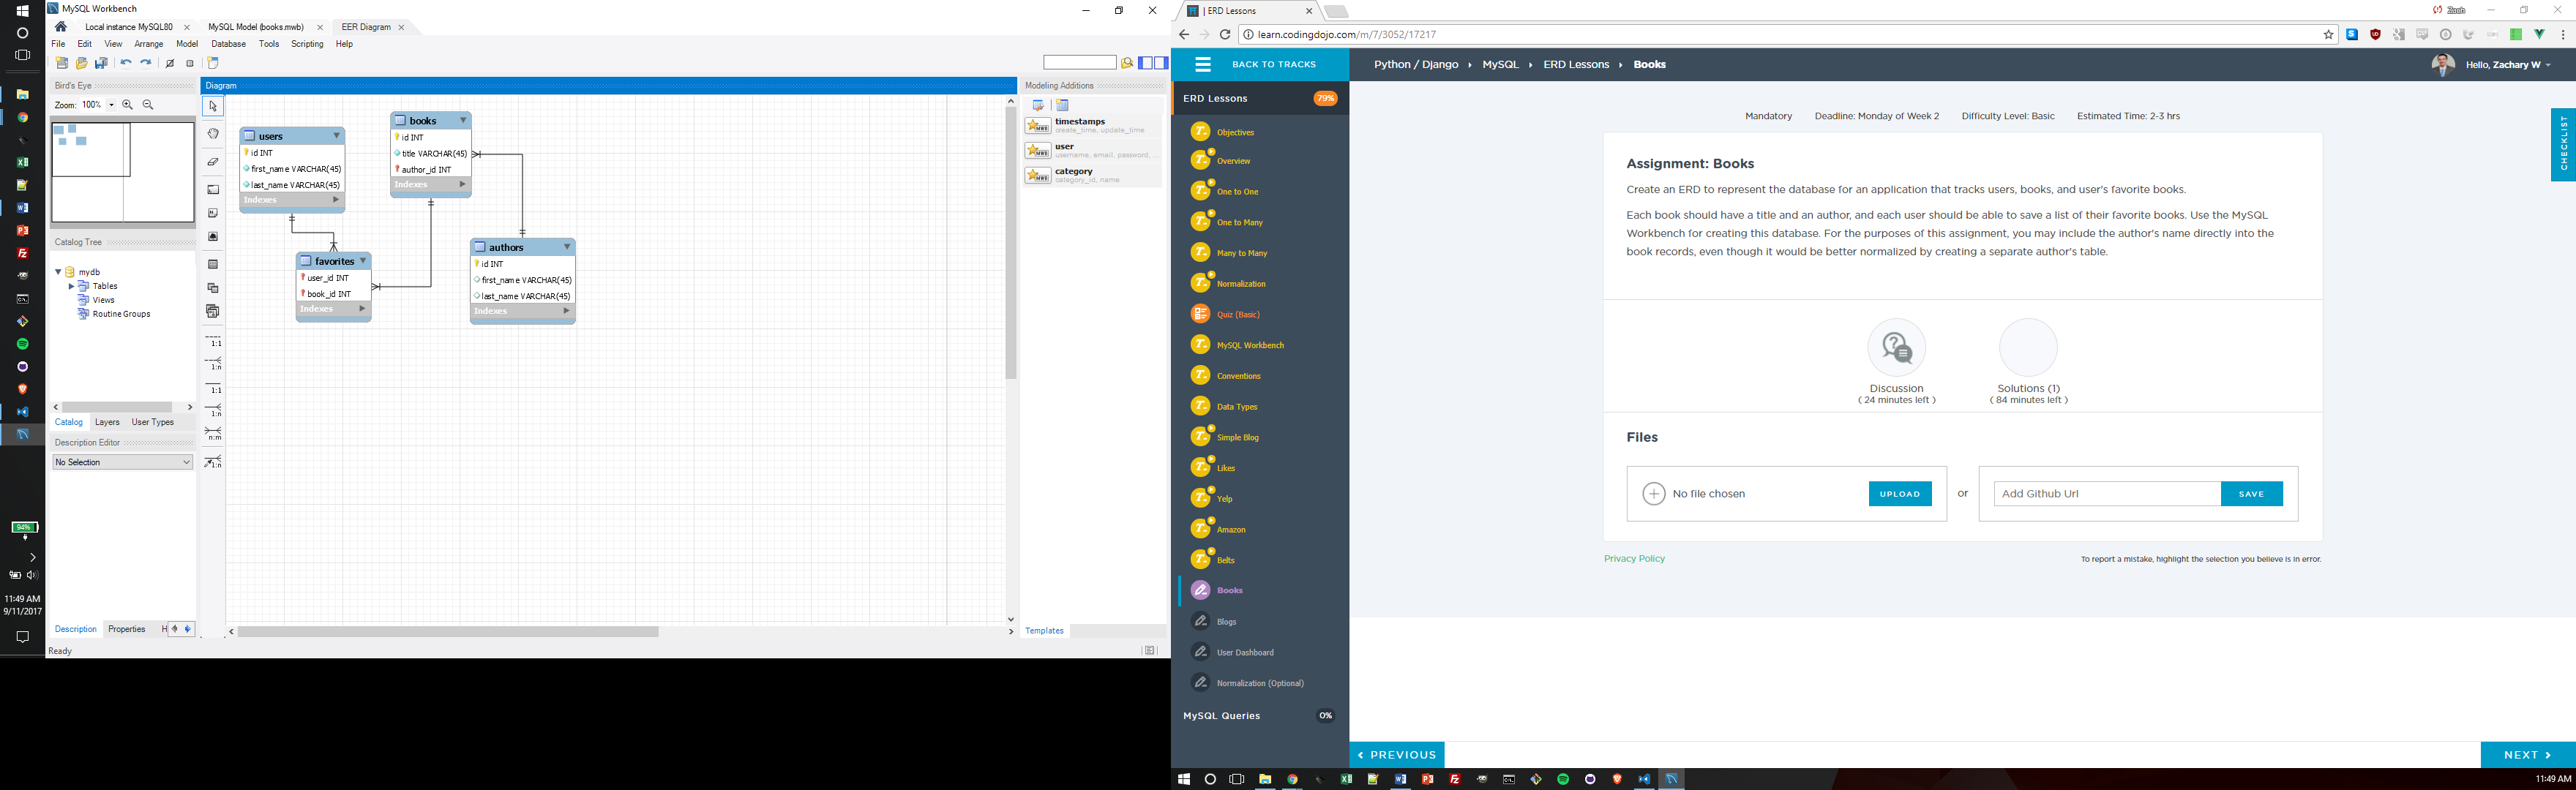 MySQL Workbench
Local instance MySQL80
MySQL Model (books.mwb)
EER Diagram
File Edit View Arrange Model Database Tools Scripting Help
Bird's Eye
Zoom: 100%
Catalog Tree
mydb
Tables
Views
Routine Groups
Catalog Layers User Types
Description Editor
No Selection
Description Properties H
Ready
94%
11:49 AM
9/11/2017
Diagram
1:1
1:n
1:1
1:n
n:m
1:n
users
id INT
first_name VARCHAR(45)
last_name VARCHAR(45)
Indexes
books
id INT
title VARCHAR(45)
author_id INT
Indexes
favorites
user_id INT
book_id INT
Indexes
authors
id INT
first_name VARCHAR(45)
last_name VARCHAR(45)
Indexes
Modeling Additions
timestamps
create_time, update_time
user
username, email, password, ...
category
category_id, name
Templates
| ERD Lessons
Zach
learn.codingdojo.com/m/7/3052/17217
BACK TO TRACKS
Python / Django MySQL ERD Lessons Books
Hello, Zachary W
ERD Lessons 79%
Objectives
Overview
One to One
One to Many
Many to Many
Normalization
Quiz (Basic)
MySQL Workbench
Conventions
Data Types
Simple Blog
Likes
Yelp
Amazon
Belts
Books
Blogs
User Dashboard
Normalization (Optional)
MySQL Queries 0%
Mandatory Deadline: Monday of Week 2 Difficulty Level: Basic Estimated Time: 2-3 hrs
CHECKLIST
Assignment: Books
Create an ERD to represent the database for an application that tracks users, books, and user's favorite books.
Each book should have a title and an author, and each user should be able to save a list of their favorite books. Use the MySQL
Workbench for creating this database. For the purposes of this assignment, you may include the author's name directly into the
book records, even though it would be better normalized by creating a separate author's table.
Discussion
( 24 minutes left )
Solutions (1)
( 84 minutes left )
Files
No file chosen
UPLOAD
or
Add Github Url
SAVE
Privacy Policy
To report a mistake, highlight the selection you believe is in error.
PREVIOUS
NEXT
11:49 AM